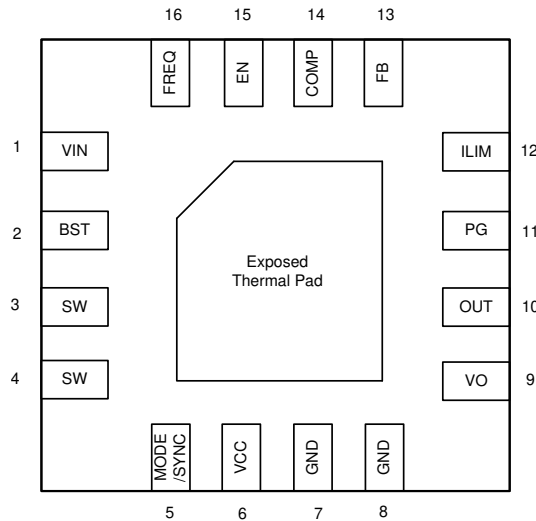 16 15 14 13
FREQ
EN
COMP
FB
1 VIN ILIM 12
2 BST PG 11
Exposed
Thermal Pad
3 SW OUT 10
4 SW VO 9
MODE
/SYNC
VCC
GND
GND
5 6 7 8